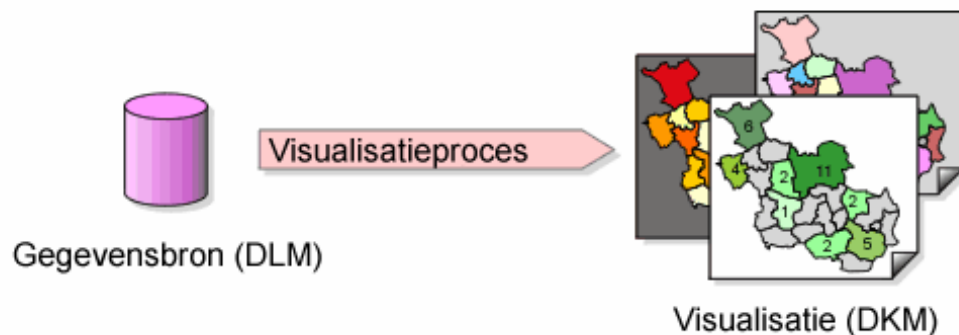 Visualisatieproces
Gegevensbron (DLM)
6
4
2
11
1
2
2
5
Visualisatie (DKM)